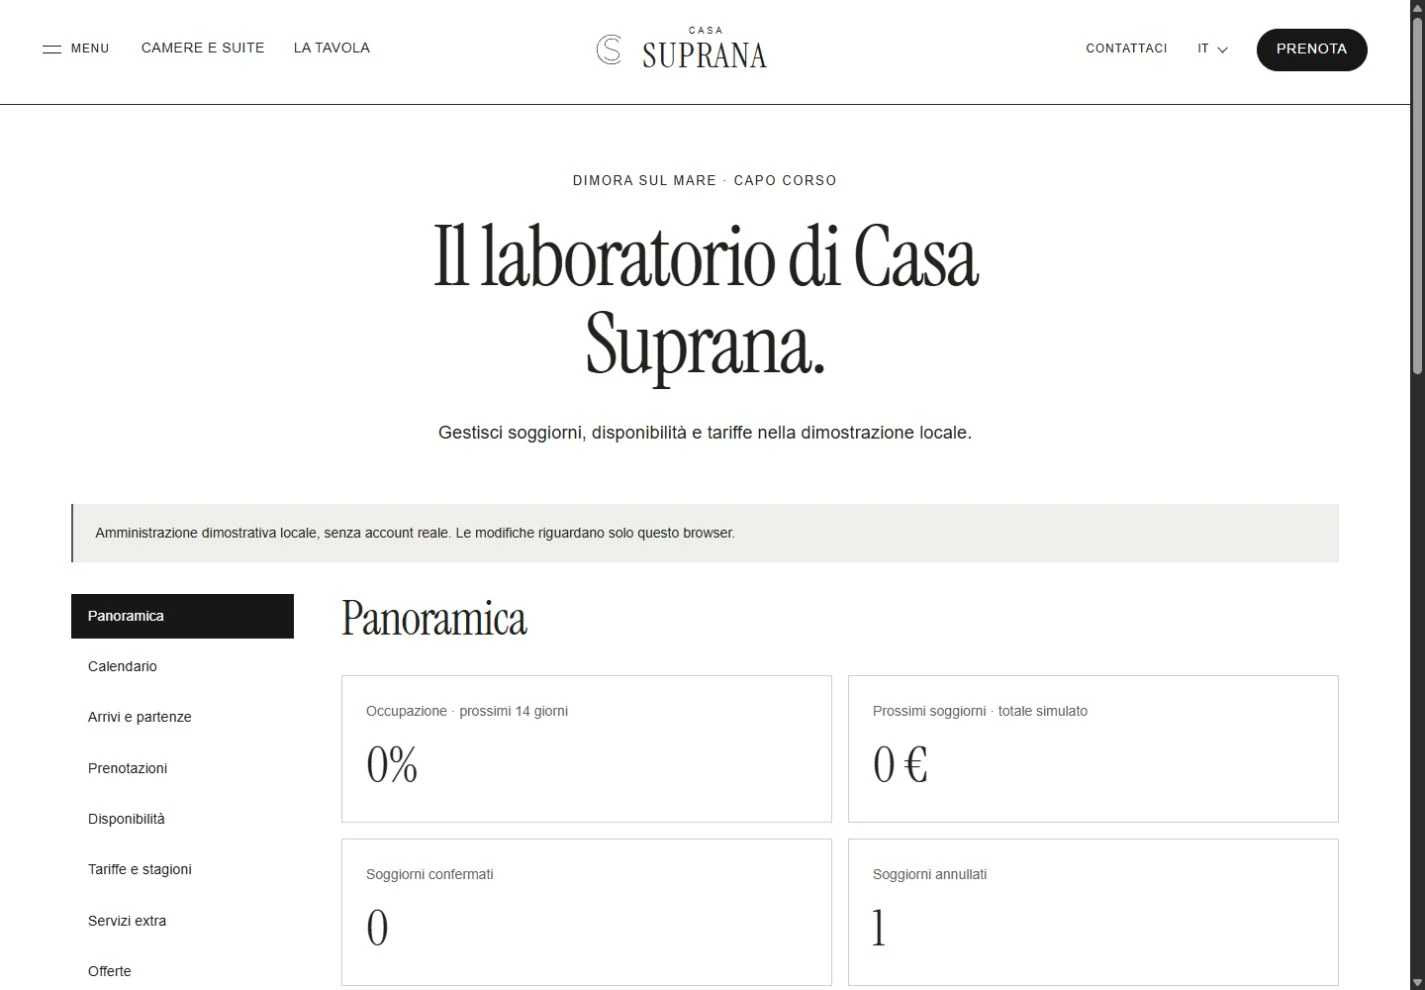 MENU
CAMERE E SUITE
LA TAVOLA
CASA
SUPRANA
CONTATTACI
IT
PRENOTA
DIMORA SUL MARE · CAPO CORSO
Il laboratorio di Casa
Suprana.
Gestisci soggiorni, disponibilità e tariffe nella dimostrazione locale.
Amministrazione dimostrativa locale, senza account reale. Le modifiche riguardano solo questo browser.
Panoramica
Calendario
Arrivi e partenze
Prenotazioni
Disponibilità
Tariffe e stagioni
Servizi extra
Offerte
Panoramica
Occupazione · prossimi 14 giorni
0%
Prossimi soggiorni · totale simulato
0 €
Soggiorni confermati
0
Soggiorni annullati
1